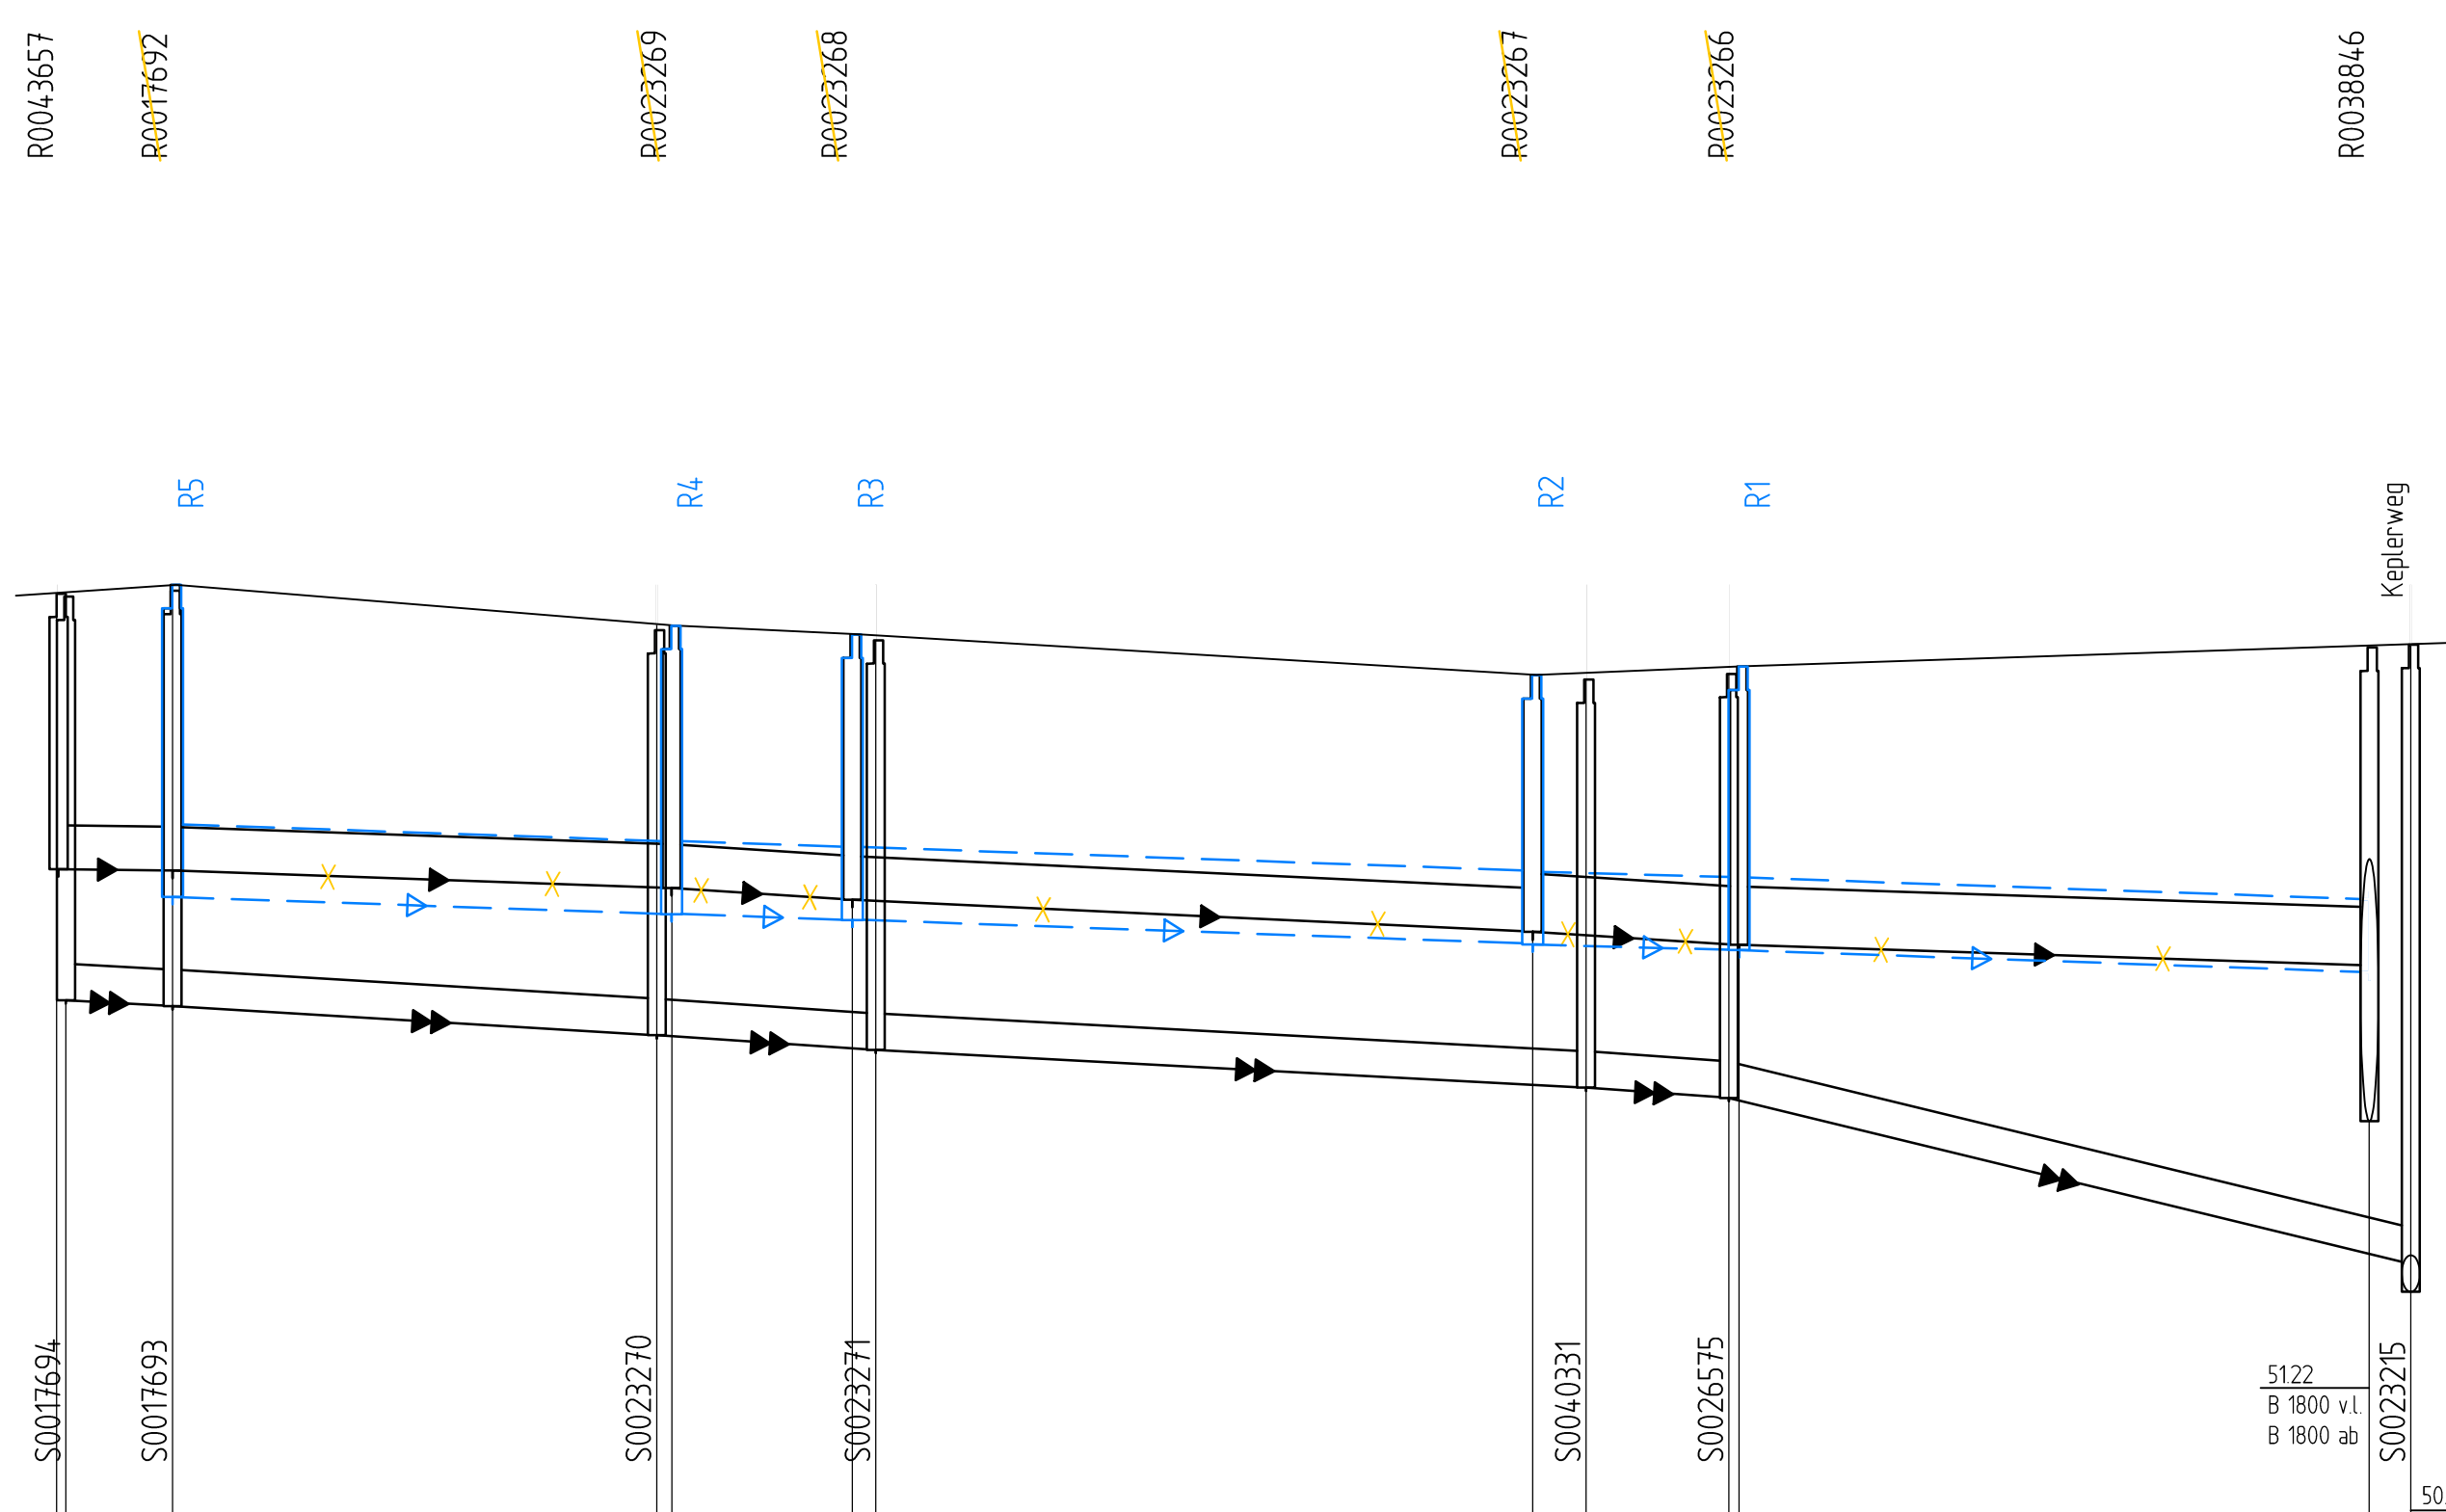 R0043657
R0017692
R0023269
R0023268
R0023267
R0023266
R0038846
R5
R4
R3
R2
R1
Keplerweg
S0017694
S0017693
S0023270
S0023271
S0040331
S0026575
S0023215
51.22
B 1800 v.l.
B 1800 ab
50.